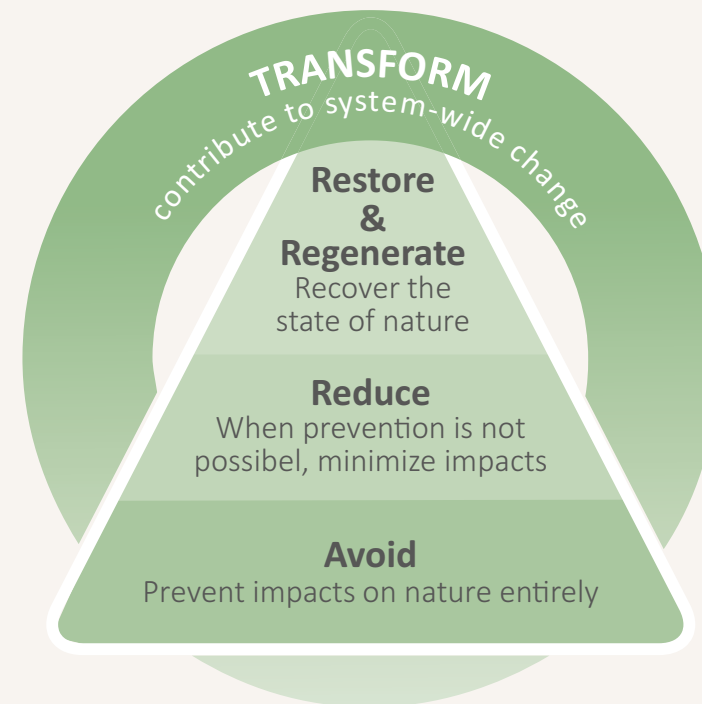 TRANSFORM
contribute to system-wide change
Restore
&
Regenerate
Recover the
state of nature
Reduce
When prevention is not
possibel, minimize impacts
Avoid
Prevent impacts on nature entirely